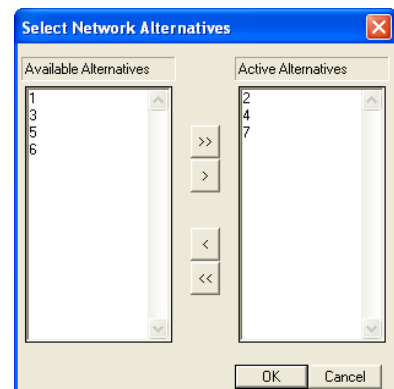 Select Network Alternatives
Available Alternatives
Active Alternatives
1
3
5
6
2
4
7
>>
>
<
<<
OK
Cancel